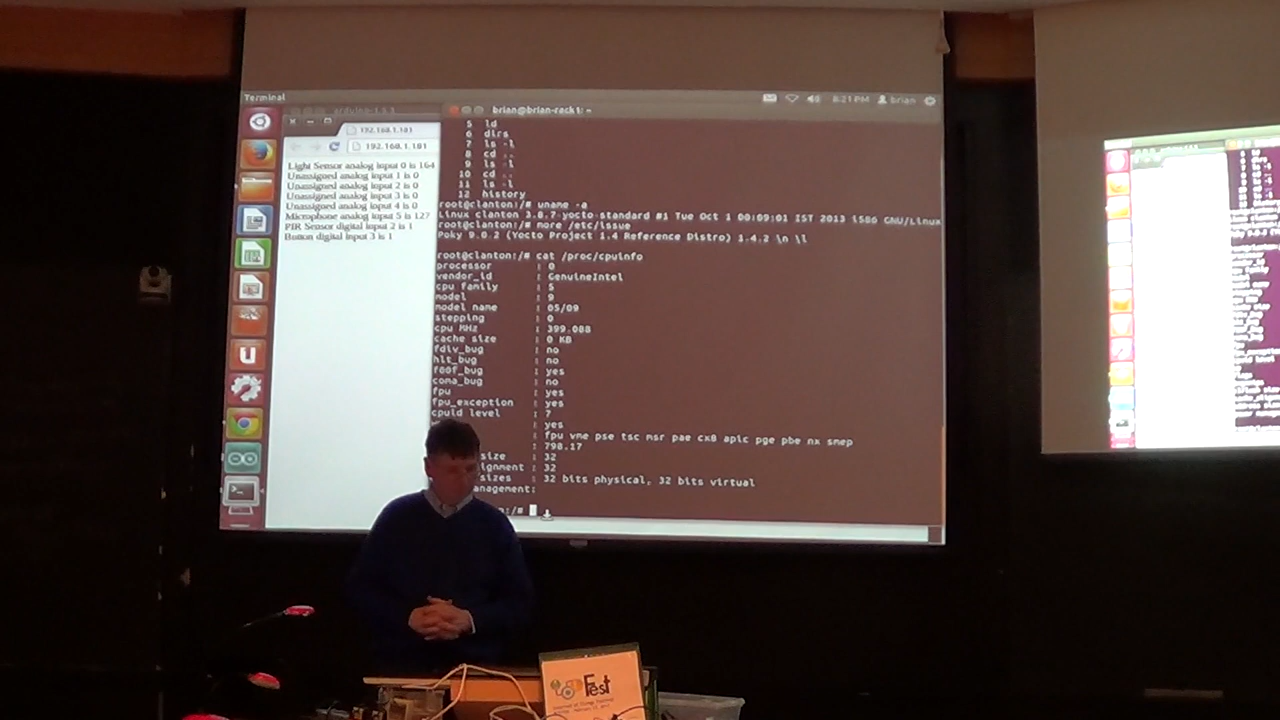 Terminal
8:21PM brian
arduino-1.5.3
brian@brian-rack1: ~
192.168.1.181
192.168.1.181
Light Sensor analog input 0 is 164
Unassigned analog input 1 is 0
Unassigned analog input 2 is 0
Unassigned analog input 3 is 0
Unassigned analog input 4 is 0
Microphone analog input 5 is 127
PIR Sensor digital input 2 is 1
Button digital input 3 is 1
5 ld
6 dirs
7 ls -l
8 cd ..
9 ls -l
10 cd ..
11 ls -l
12 history
root@clanton:/# uname -a
Linux clanton 3.8.7-yocto-standard #1 Tue Oct 1 00:09:01 IST 2013 i586 GNU/Linux
root@clanton:/# more /etc/issue
Poky 9.0.2 (Yocto Project 1.4 Reference Distro) 1.4.2 \n \l
root@clanton:/# cat /proc/cpuinfo
processor : 0
vendor_id : GenuineIntel
cpu family : 5
model : 9
model name : 05/09
stepping : 0
cpu MHz : 399.088
cache size : 0 KB
fdiv_bug : no
hlt_bug : no
f00f_bug : yes
coma_bug : no
fpu : yes
fpu_exception : yes
cpuid level : 7
: yes
: fpu vme pse tsc msr pae cx8 apic pge pbe nx smep
: 798.17
size : 32
lignment : 32
sizes : 32 bits physical, 32 bits virtual
anagement:
:/#
Fest